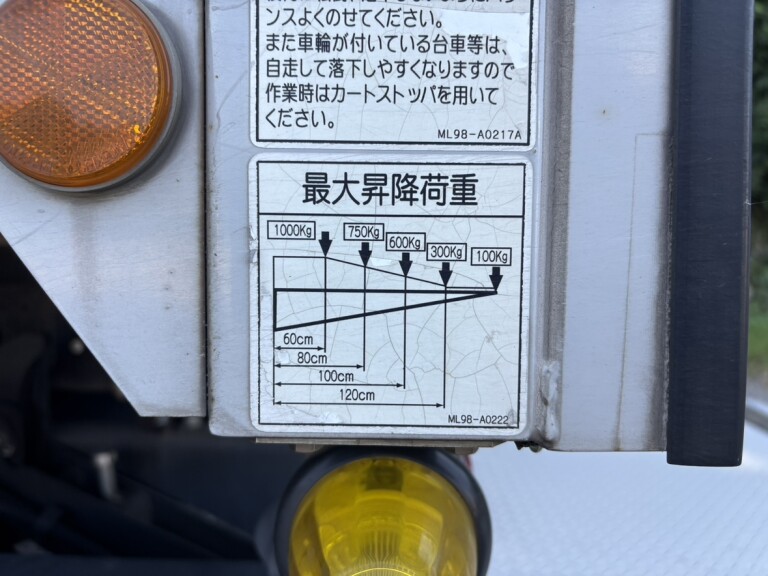 ンスよくのせてください。
また車輪が付いている台車等は、
自走して落下しやすくなりますので
作業時はカートストッパを用いて
ください。
ML98-A0217A
最大昇降荷重
1000Kg
750Kg
600Kg
300Kg
100Kg
60cm
80cm
100cm
120cm
ML98-A0222